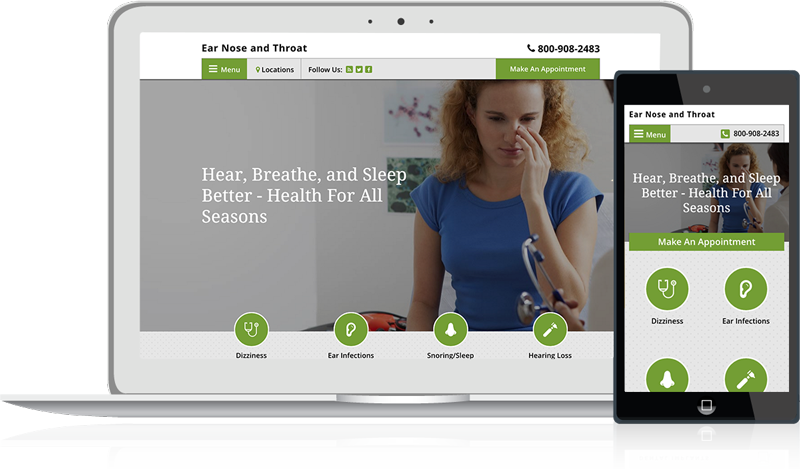 Ear Nose and Throat
800-908-2483
Menu
Locations
Follow Us:
Make An Appointment
Hear, Breathe, and Sleep
Better - Health For All
Seasons
Dizziness
Ear Infections
Snoring/Sleep
Hearing Loss
Ear Nose and Throat
Menu
800-908-2483
Hear, Breathe, and Sleep
Better - Health For All
Seasons
Make An Appointment
Dizziness
Ear Infections